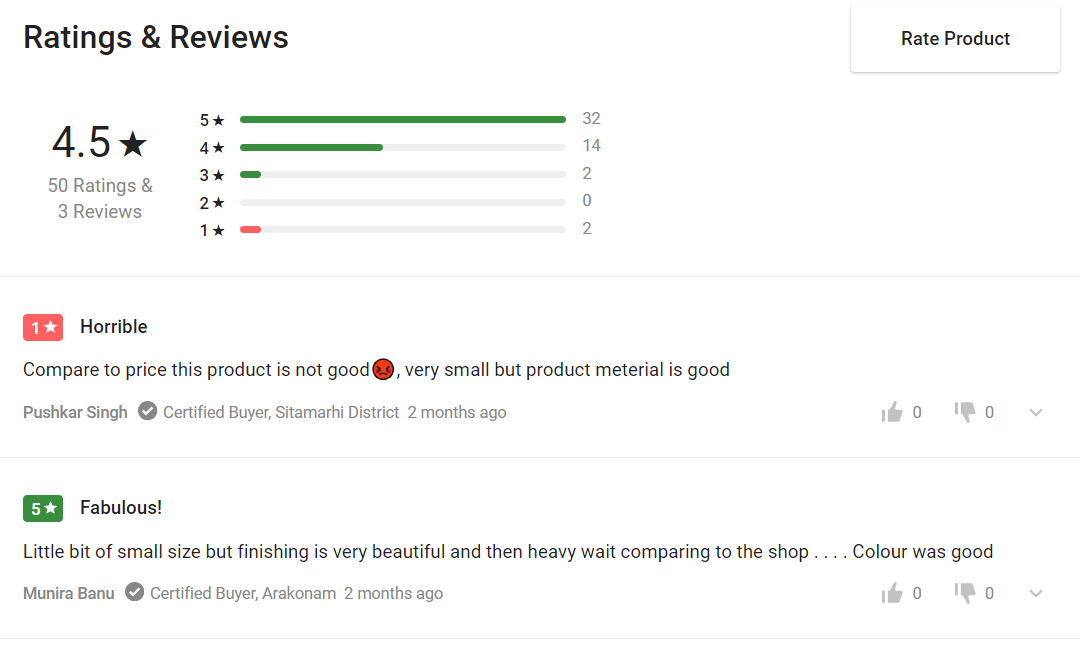 Ratings & Reviews
Rate Product
4.5★
50 Ratings &
3 Reviews
5★ 32
4★ 14
3★ 2
2★ 0
1★ 2
1★ Horrible
Compare to price this product is not good😡, very small but product meterial is good
Pushkar Singh Certified Buyer, Sitamarhi District 2 months ago 0 0
5★ Fabulous!
Little bit of small size but finishing is very beautiful and then heavy wait comparing to the shop . . . . Colour was good
Munira Banu Certified Buyer, Arakonam 2 months ago 0 0